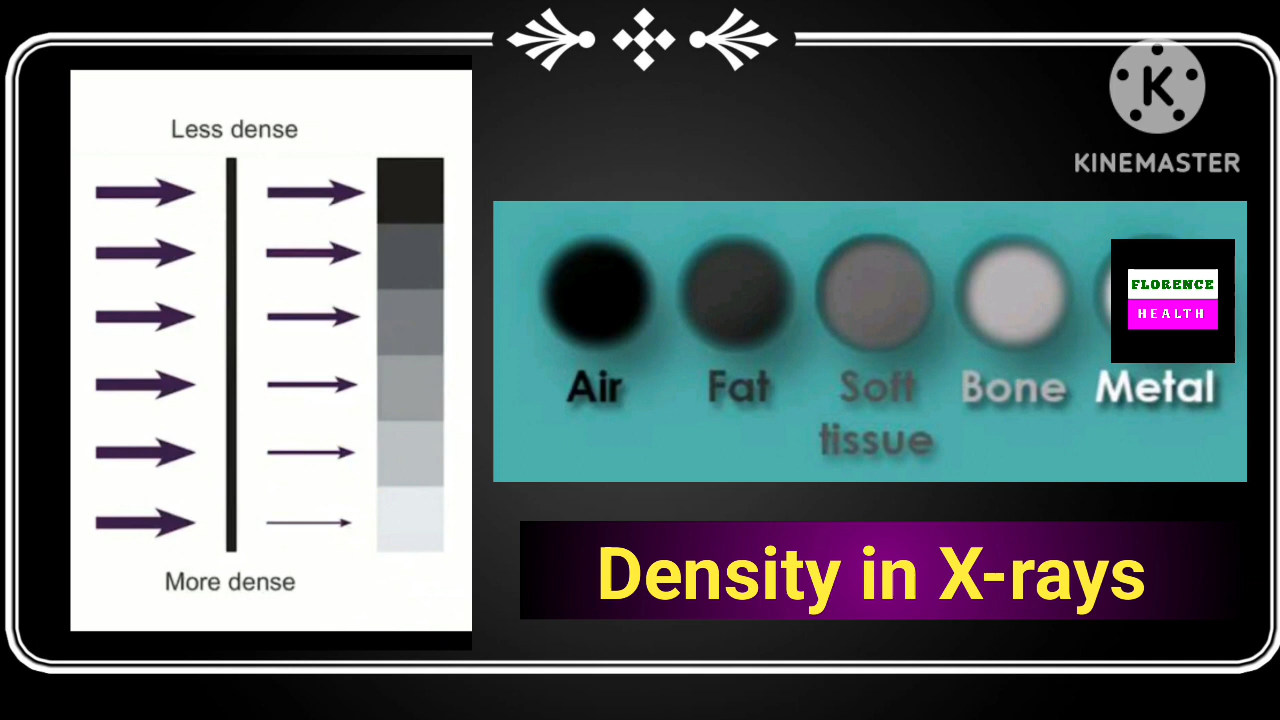 Less dense
More dense
K
KINEMASTER
Air
Fat
Soft
tissue
Bone
Metal
FLORENCE
HEALTH
Density in X-rays